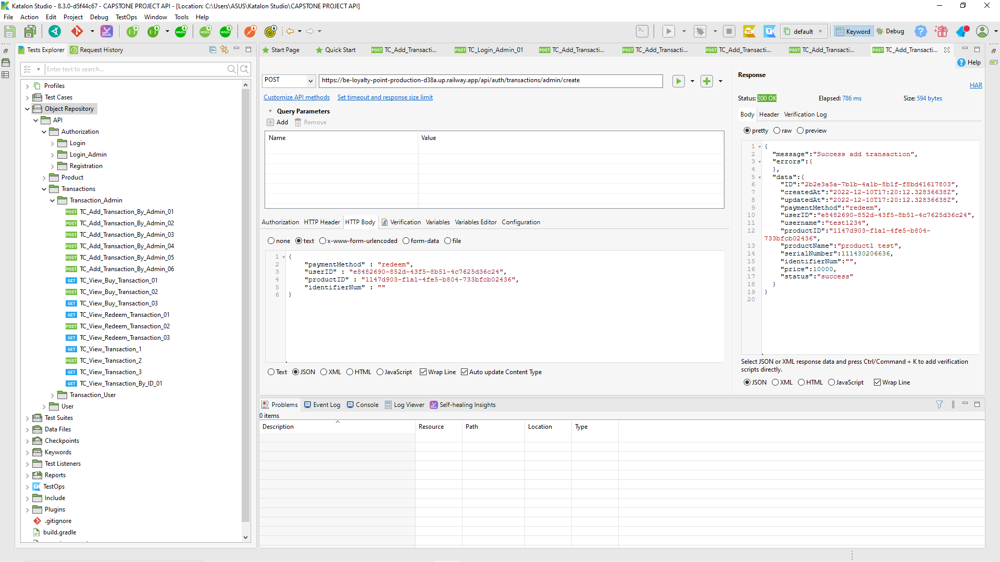 Katalon Studio - 8.3.0-d5f44c67 - CAPSTONE PROJECT API - [Location: C:\Users\ASUS\Katalon Studio\CAPSTONE PROJECT API]
File Action Edit Project Debug TestOps Window Tools Help
default Keyword Debug
Tests Explorer Request History
Start Page Quick Start POST TC_Add_Transacti... POST TC_Login_Admin_01 POST TC_Add_Transacti... POST TC_Add_Transacti... POST TC_Add_Transacti... POST TC_Add_Transacti... POST TC_Add_Transacti...
Help
Enter text to search...
Profiles
Test Cases
Object Repository
API
Authorization
Login
Login_Admin
Registration
Product
Transactions
Transaction_Admin
POST TC_Add_Transaction_By_Admin_01
POST TC_Add_Transaction_By_Admin_02
POST TC_Add_Transaction_By_Admin_03
POST TC_Add_Transaction_By_Admin_04
POST TC_Add_Transaction_By_Admin_05
POST TC_Add_Transaction_By_Admin_06
GET TC_View_Buy_Transaction_01
POST TC_View_Buy_Transaction_02
GET TC_View_Buy_Transaction_03
GET TC_View_Redeem_Transaction_01
POST TC_View_Redeem_Transaction_02
GET TC_View_Redeem_Transaction_03
GET TC_View_Transaction_1
POST TC_View_Transaction_2
GET TC_View_Transaction_3
GET TC_View_Transaction_By_ID_01
Transaction_User
User
Test Suites
Data Files
Checkpoints
Keywords
Test Listeners
Reports
TestOps
Include
Plugins
.gitignore
build.gradle
POST https://be-loyalty-point-production-d38a.up.railway.app/api/auth/transactions/admin/create
Customize API methods Set timeout and response size limit
Query Parameters
Add Remove
Name Value
Authorization HTTP Header HTTP Body Verification Variables Variables Editor Configuration
none text x-www-form-urlencoded form-data file
1 {
2 "paymentMethod" : "redeem",
3 "userID" : "e8482690-852d-43f5-8b51-4c7625d36c24",
4 "productID" : "1147d903-f1a1-4fe5-b804-733bfcb02436",
5 "identifierNum" : ""
6 }
Text JSON XML HTML JavaScript Wrap Line Auto update Content Type
Response
HAR
Status: 200 OK Elapsed: 786 ms Size: 594 bytes
Body Header Verification Log
pretty raw preview
1 {
2 "message":"Success add transaction",
3 "errors":{
4 },
5 "data":{
6 "ID":"2b2e3a5a-7b1b-4a1b-8b1f-f8bd41617803",
7 "createdAt":"2022-12-10T17:20:12.32836638Z",
8 "updatedAt":"2022-12-10T17:20:12.32836638Z",
9 "paymentMethod":"redeem",
10 "userID":"e8482690-852d-43f5-8b51-4c7625d36c24",
11 "username":"test1234",
12 "productID":"1147d903-f1a1-4fe5-b804-
733bfcb02436",
13 "productName":"product1 test",
14 "serialNumber":111430206636,
15 "identifierNum":"",
16 "price":10000,
17 "status":"success"
18 }
19 }
20
Select JSON or XML response data and press Ctrl/Command + K to add verification
scripts directly.
JSON XML HTML JavaScript Wrap Line
Problems Event Log Console Log Viewer Self-healing Insights
0 items
Description Resource Path Location Type